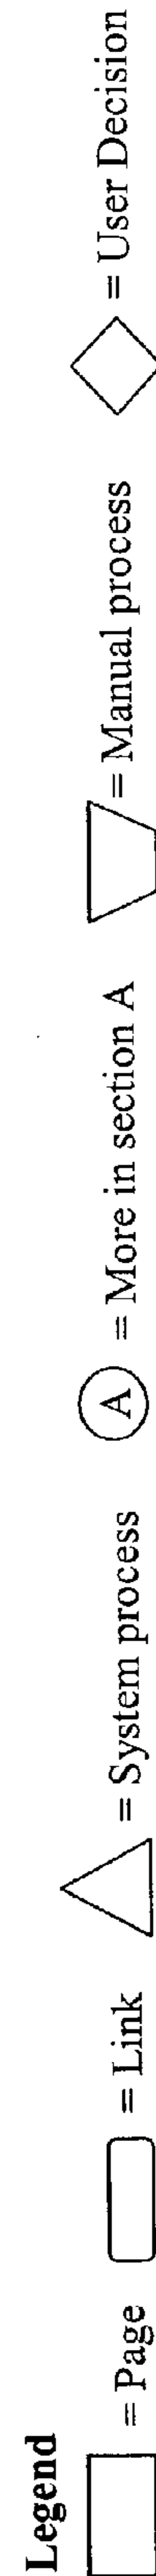 Legend
= Page = Link = System process A = More in section A = Manual process = User Decision